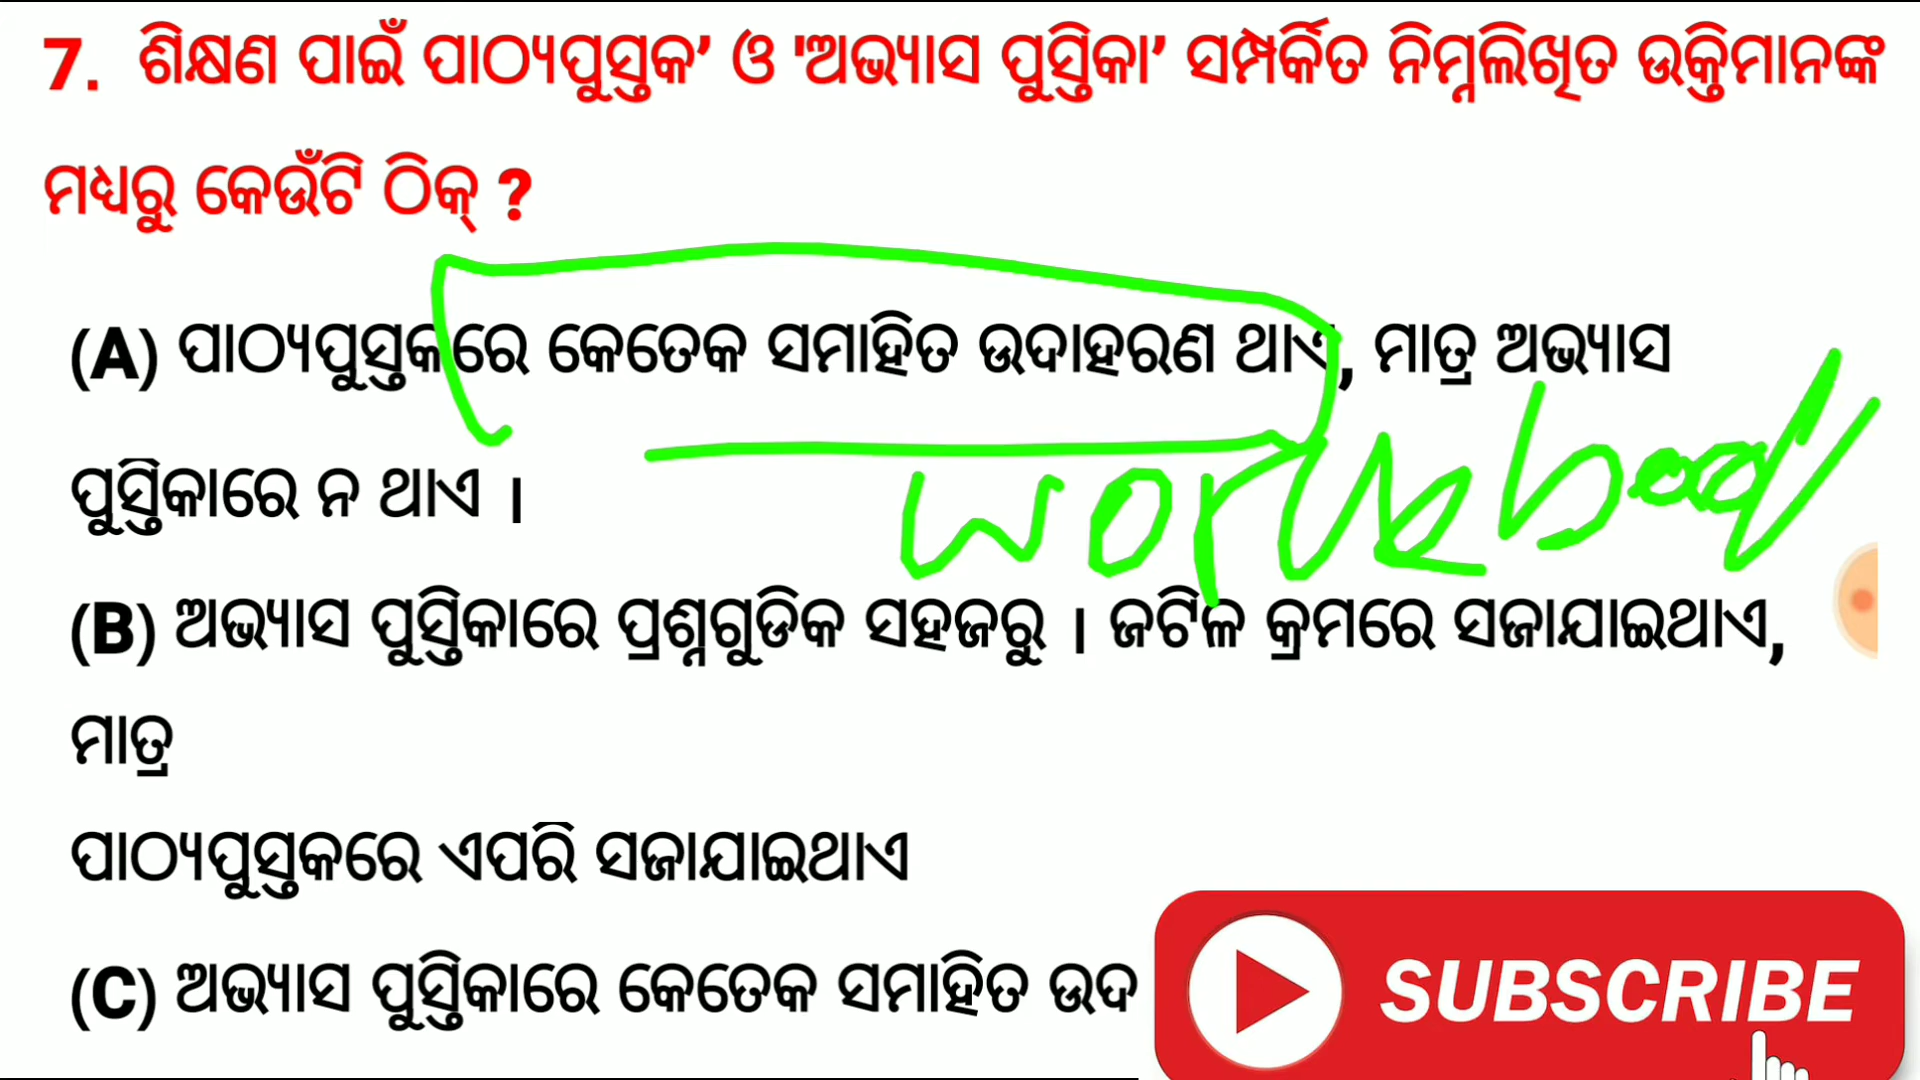 7. ଶିକ୍ଷଣ ପାଇଁ ପାଠ୍ୟପୁସ୍ତକ’ ଓ 'ଅଭ୍ୟାସ ପୁସ୍ତିକା’ ସମ୍ପର୍କିତ ନିମ୍ନଲିଖିତ ଉକ୍ତିମାନଙ୍କ
ମଧ୍ୟରୁ କେଉଁଟି ଠିକ୍ ?
(A) ପାଠ୍ୟପୁସ୍ତକରେ କେତେକ ସମାହିତ ଉଦାହରଣ ଥାଏ, ମାତ୍ର ଅଭ୍ୟାସ
ପୁସ୍ତିକାରେ ନ ଥାଏ ।
(B) ଅଭ୍ୟାସ ପୁସ୍ତିକାରେ ପ୍ରଶ୍ନଗୁଡିକ ସହଜରୁ । ଜଟିଳ କ୍ରମରେ ସଜାଯାଇଥାଏ,
ମାତ୍ର
ପାଠ୍ୟପୁସ୍ତକରେ ଏପରି ସଜାଯାଇଥାଏ
(C) ଅଭ୍ୟାସ ପୁସ୍ତିକାରେ କେତେକ ସମାହିତ ଉଦ
SUBSCRIBE